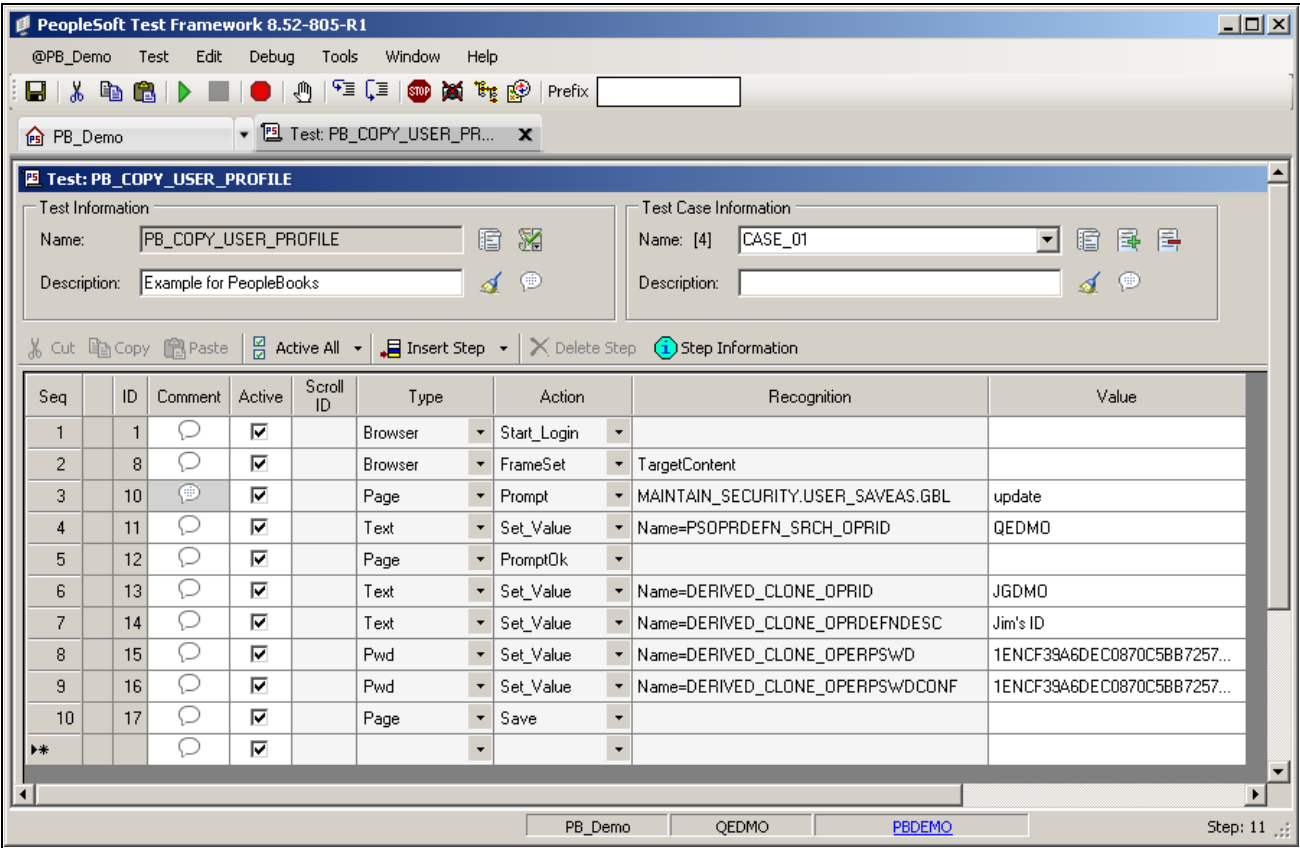 PeopleSoft Test Framework 8.52-805-R1
@PB_Demo Test Edit Debug Tools Window Help
STOP Prefix
PS PB_Demo PS Test: PB_COPY_USER_PR... X
PS Test: PB_COPY_USER_PROFILE
Test Information Test Case Information
Name: PB_COPY_USER_PROFILE Name: [4] CASE_01
Description: Example for PeopleBooks Description:
Cut Copy Paste Active All Insert Step Delete Step i Step Information
Seq ID Comment Active Scroll ID Type Action Recognition Value
1 1 Browser Start_Login
2 8 Browser FrameSet TargetContent
3 10 Page Prompt MAINTAIN_SECURITY.USER_SAVEAS.GBL update
4 11 Text Set_Value Name=PSOPRDEFN_SRCH_OPRID QEDMO
5 12 Page PromptOk
6 13 Text Set_Value Name=DERIVED_CLONE_OPRID JGDMO
7 14 Text Set_Value Name=DERIVED_CLONE_OPRDEFNDESC Jim's ID
8 15 Pwd Set_Value Name=DERIVED_CLONE_OPERPSWD 1ENCF39A6DEC0870C5BB7257...
9 16 Pwd Set_Value Name=DERIVED_CLONE_OPERPSWDCONF 1ENCF39A6DEC0870C5BB7257...
10 17 Page Save
PB_Demo QEDMO PBDEMO Step: 11